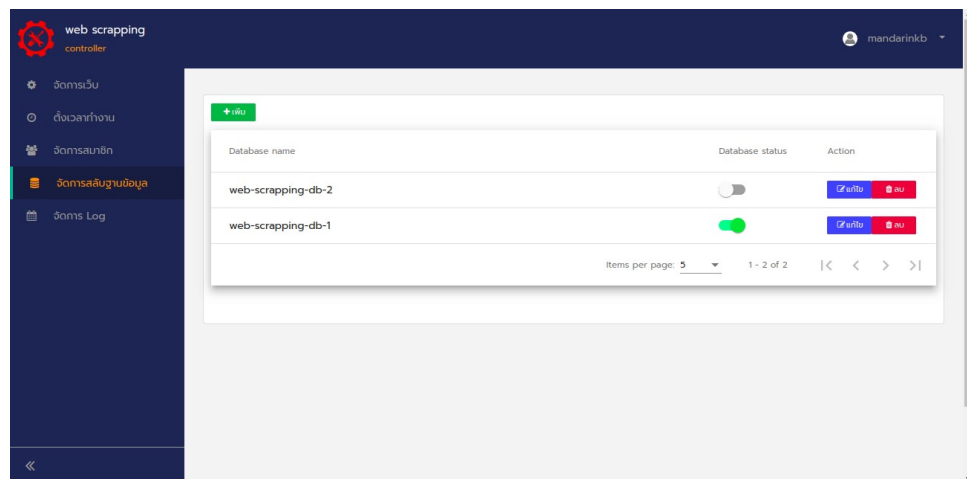 web scrapping
controller
mandarinkb
จัดการเว็บ
ตั้งเวลาทำงาน
จัดการสมาชิก
จัดการสลับฐานข้อมูล
จัดการ Log
+เพิ่ม
Database name Database status Action
web-scrapping-db-2 แก้ไข ลบ
web-scrapping-db-1 แก้ไข ลบ
Items per page: 5 1 - 2 of 2